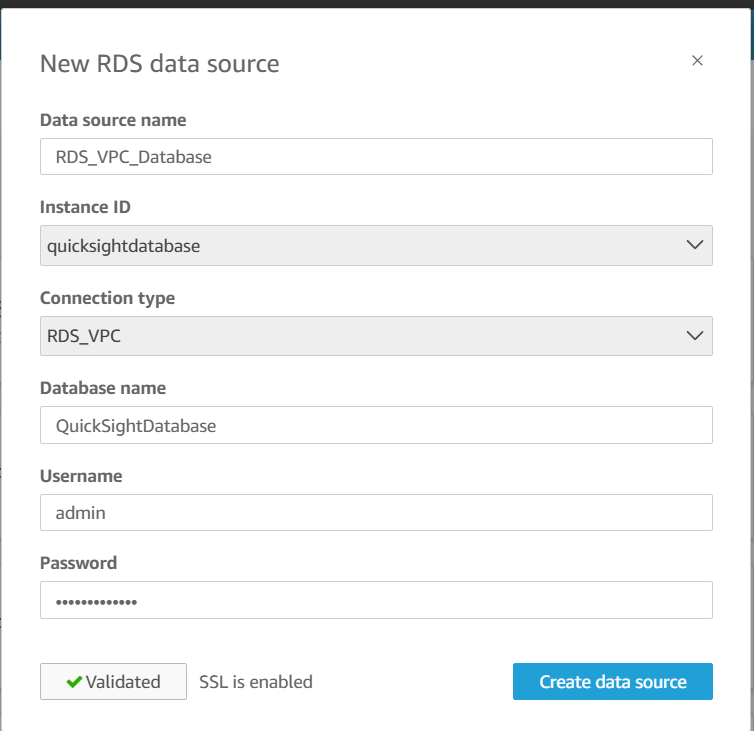 New RDS data source
Data source name
RDS_VPC_Database
Instance ID
quicksightdatabase
Connection type
RDS_VPC
Database name
QuickSightDatabase
Username
admin
Password
•••••••••••••
Validated SSL is enabled Create data source